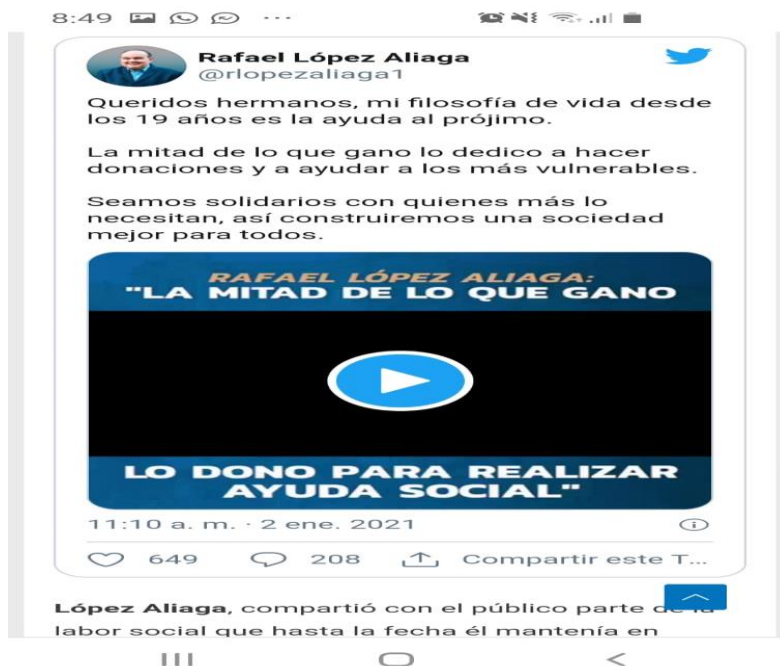 8:49 ...
Rafael López Aliaga
@rlopezaliaga1
Queridos hermanos, mi filosofía de vida desde
los 19 años es la ayuda al prójimo.
La mitad de lo que gano lo dedico a hacer
donaciones y a ayudar a los más vulnerables.
Seamos solidarios con quienes más lo
necesitan, así construiremos una sociedad
mejor para todos.
RAFAEL LÓPEZ ALIAGA:
"LA MITAD DE LO QUE GANO
LO DONO PARA REALIZAR
AYUDA SOCIAL"
11:10 a. m. · 2 ene. 2021
649 208 Compartir este T...
López Aliaga, compartió con el público parte de la
labor social que hasta la fecha él mantenía en